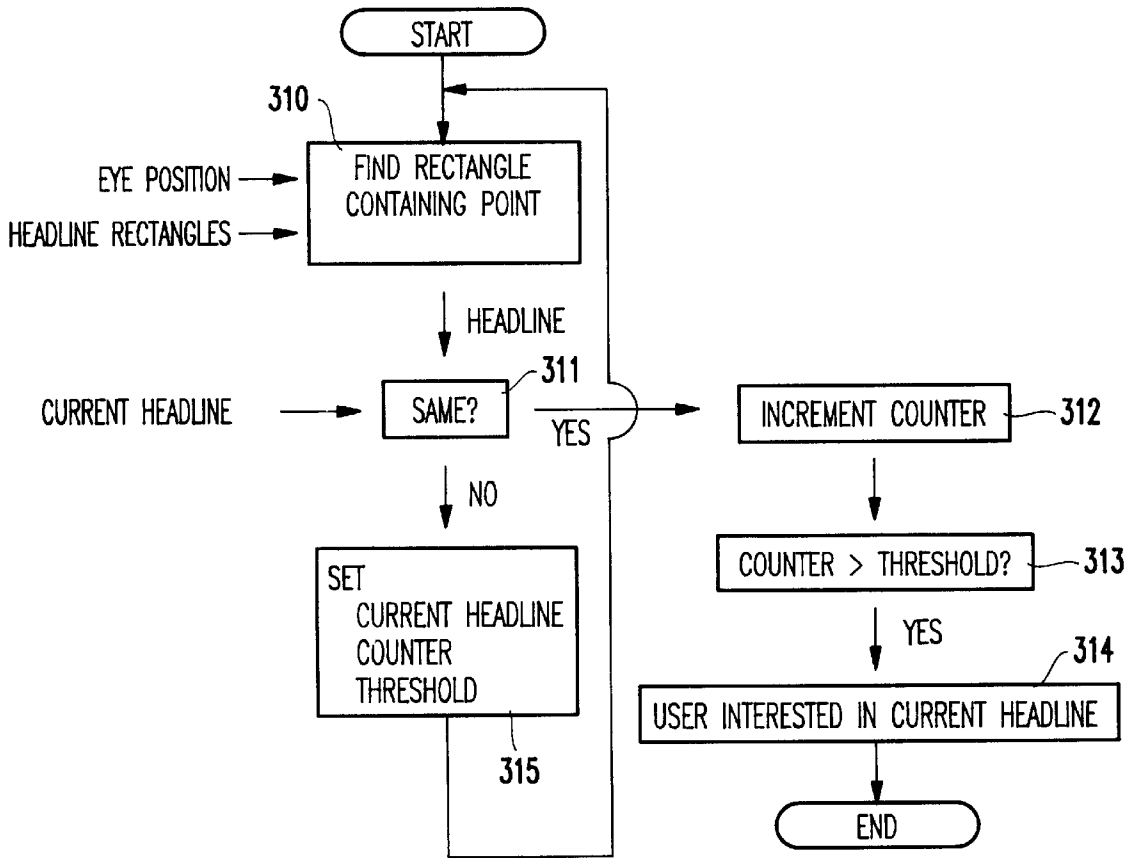 START
310
EYE POSITION
HEADLINE RECTANGLES
FIND RECTANGLE
CONTAINING POINT
HEADLINE
311
CURRENT HEADLINE
SAME?
YES
NO
INCREMENT COUNTER
312
COUNTER > THRESHOLD?
313
YES
314
USER INTERESTED IN CURRENT HEADLINE
END
SET
CURRENT HEADLINE
COUNTER
THRESHOLD
315